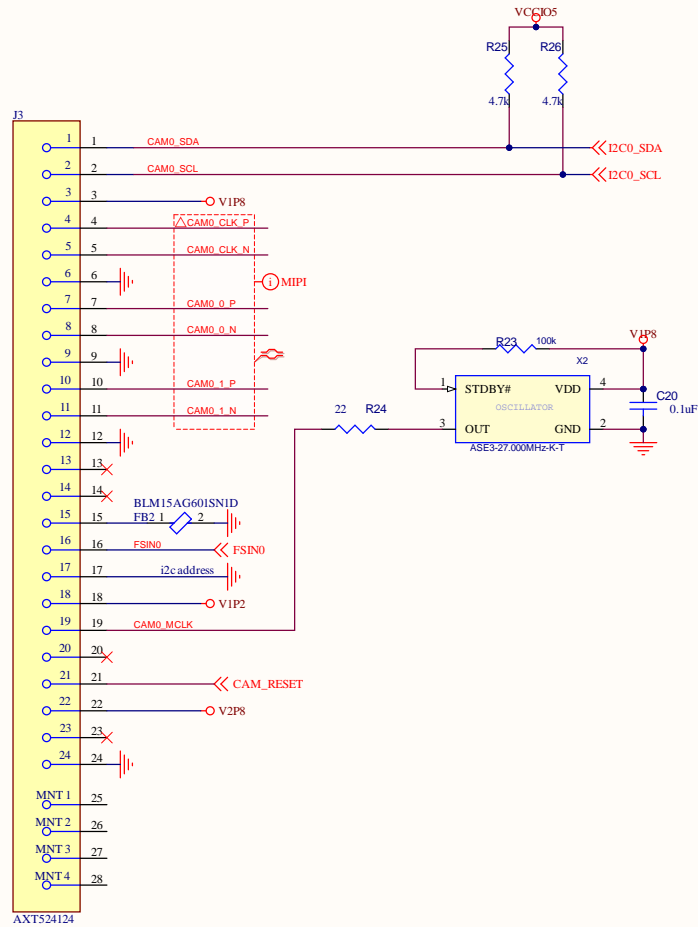 VCCIO5
R25
R26
4.7k
4.7k
J3
1
1
CAM0_SDA
I2C0_SDA
2
2
CAM0_SCL
I2C0_SCL
3
3
V1P8
4
4
CAM0_CLK_P
5
5
CAM0_CLK_N
6
6
i
MIPI
7
7
CAM0_0_P
8
8
CAM0_0_N
9
9
10
10
CAM0_1_P
11
11
CAM0_1_N
12
12
13
13
14
14
BLM15AG601SN1D
15
15
FB2
1
2
16
16
FSIN0
FSIN0
17
17
i2c address
18
18
V1P2
19
19
CAM0_MCLK
20
20
21
21
CAM_RESET
22
22
V2P8
23
23
24
24
MNT 1
25
MNT 2
26
MNT 3
27
MNT 4
28
AXT524124
V1P8
R23
100k
X2
1
STDBY#
VDD
4
OSCILLATOR
C20
0.1uF
22
R24
3
OUT
GND
2
ASE3-27.000MHz-K-T